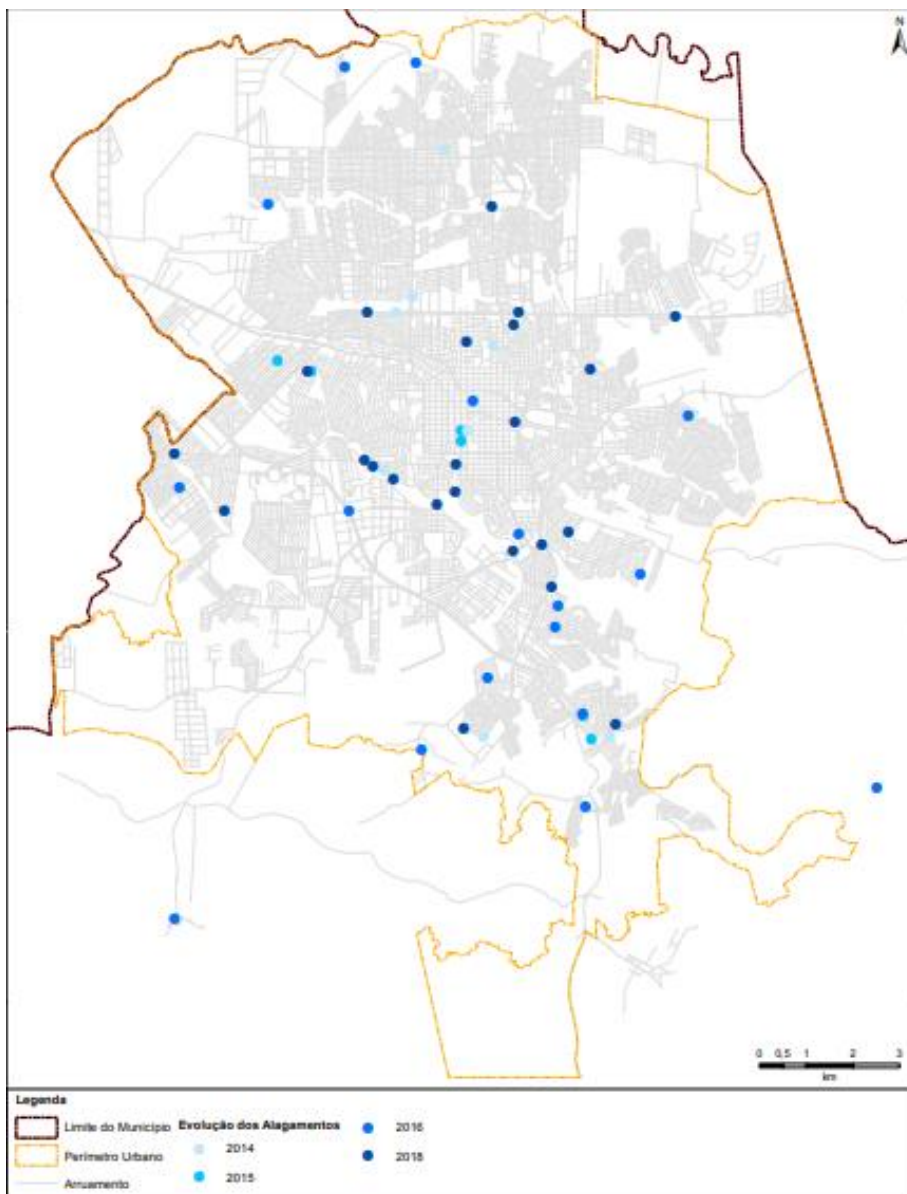 N
0 0,5 1 2 3
km
Legenda
Limite do Município
Perímetro Urbano
Arruamento
Evolução dos Alagamentos
2014
2015
2016
2018